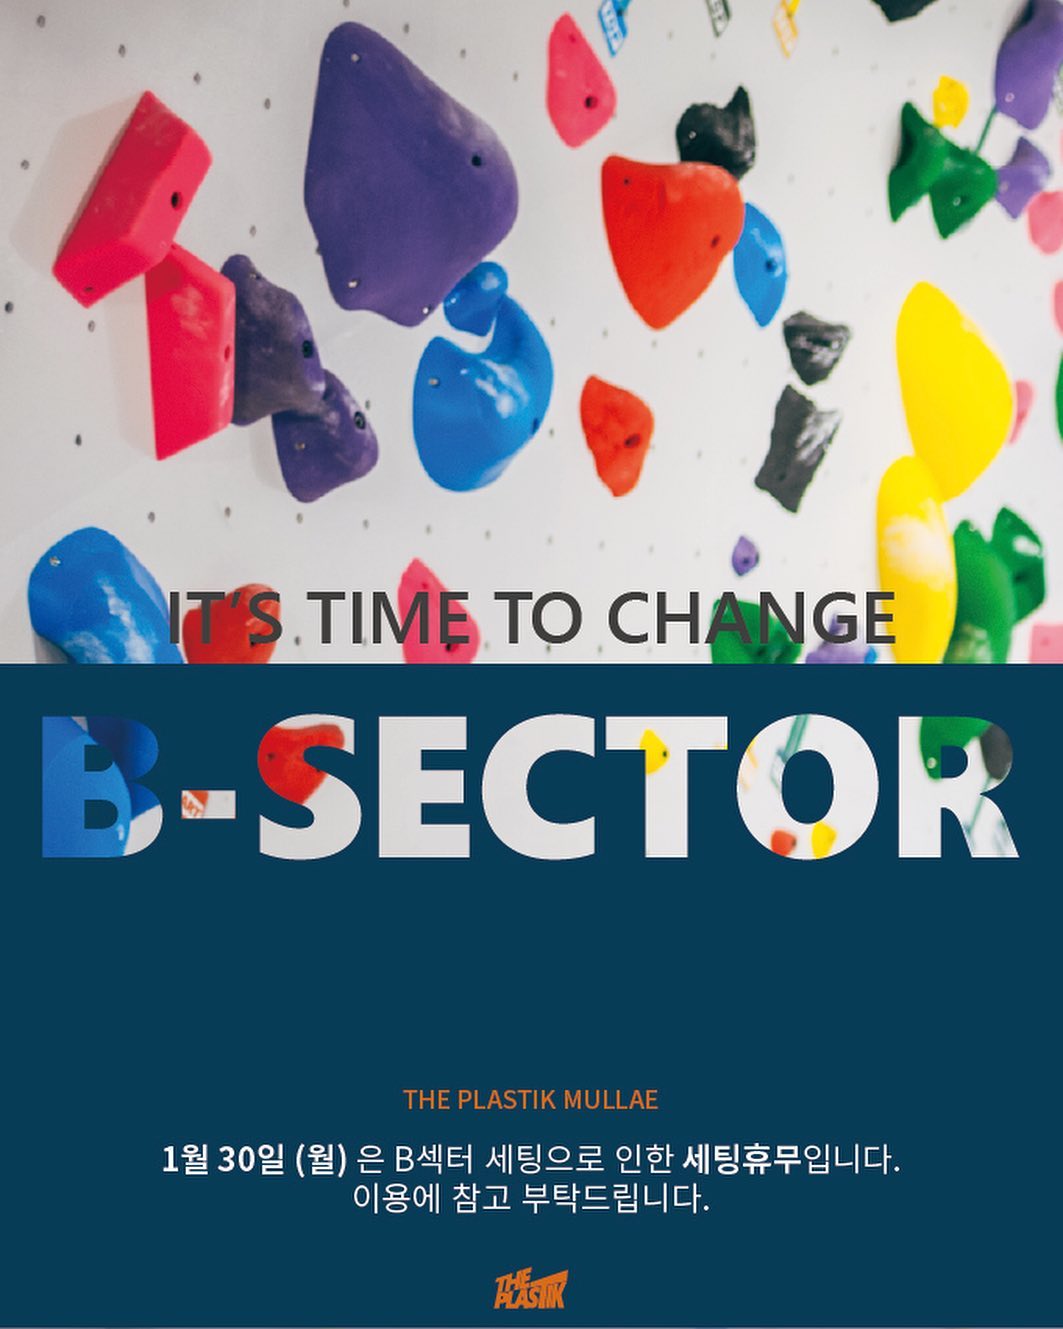 IT'S TIME TO CHANGE
B-SECTOR
THE PLASTIK MULLAE
1월 30일 (월) 은 B섹터 세팅으로 인한 세팅휴무입니다.
이용에 참고 부탁드립니다.
THE
PLASTIK